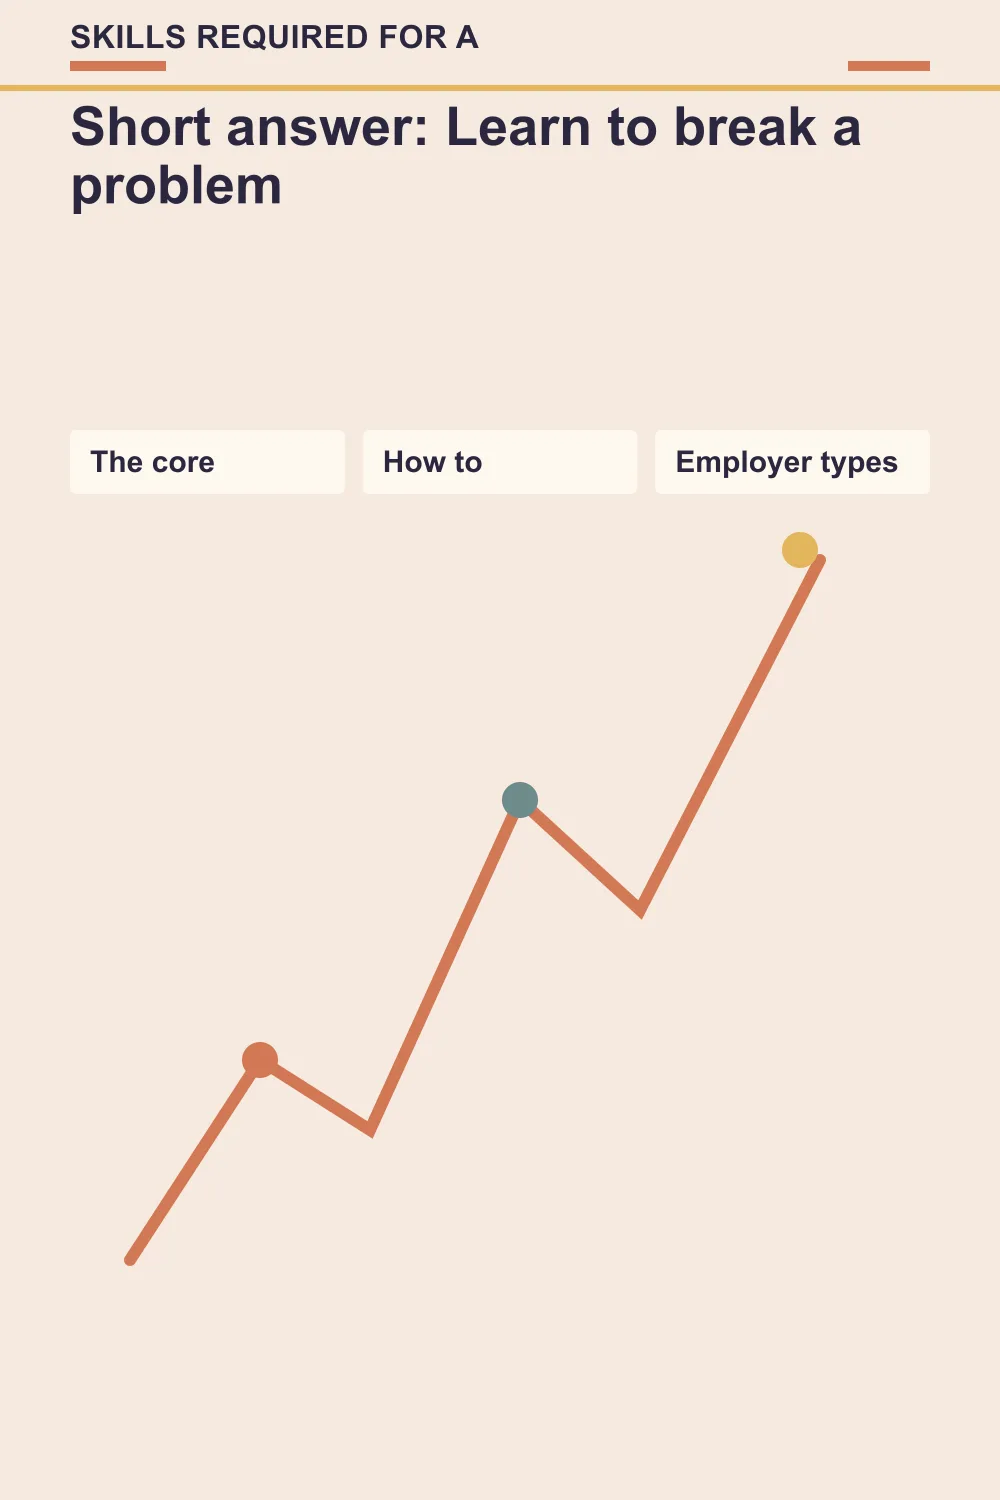 SKILLS REQUIRED FOR A
Short answer: Learn to break a
problem
The core
How to
Employer types